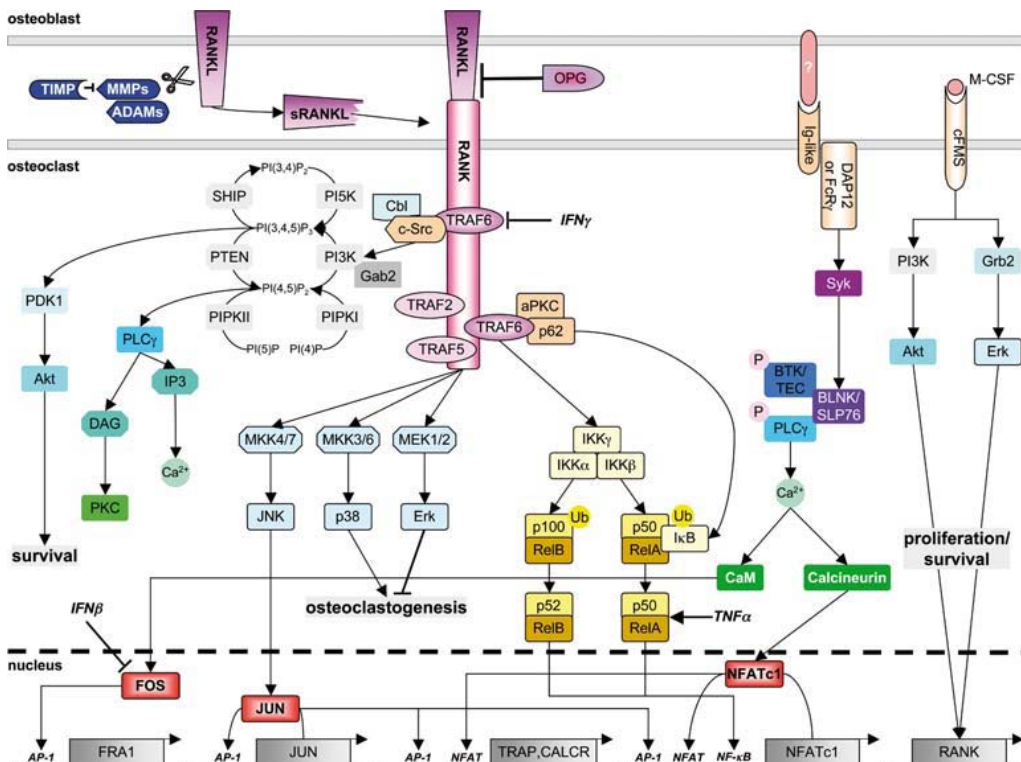 osteoblast
RANKL
RANKL
TIMP
MMPs
ADAMs
sRANKL
OPG
?
M-CSF
Ig-like
cFMS
RANK
osteoclast
PI(3,4)P2
SHIP
PI5K
Cbl
c-Src
TRAF6
IFNγ
DAP12
or FcRγ
PI(3,4,5)P3
PTEN
PI3K
Gab2
PI3K
Grb2
PDK1
PI(4,5)P2
Syk
TRAF2
aPKC
p62
TRAF6
PIPKII
PIPKI
PLCγ
PI(5)P
PI(4)P
TRAF5
Akt
IP3
Akt
Erk
P
BTK/
TEC
BLNK/
SLP76
DAG
P
PLCγ
MKK4/7
MKK3/6
MEK1/2
IKKγ
IKKα
IKKβ
Ca2+
Ca2+
PKC
JNK
p38
Erk
p100
Ub
RelB
p50
Ub
RelA
IκB
survival
proliferation/
survival
CaM
Calcineurin
osteoclastogenesis
p52
RelB
p50
RelA
TNFα
IFNβ
nucleus
FOS
NFATc1
JUN
AP-1
FRA1
AP-1
JUN
AP-1
NFAT
TRAP,CALCR
AP-1
NFAT
NF-κB
NFATc1
RANK